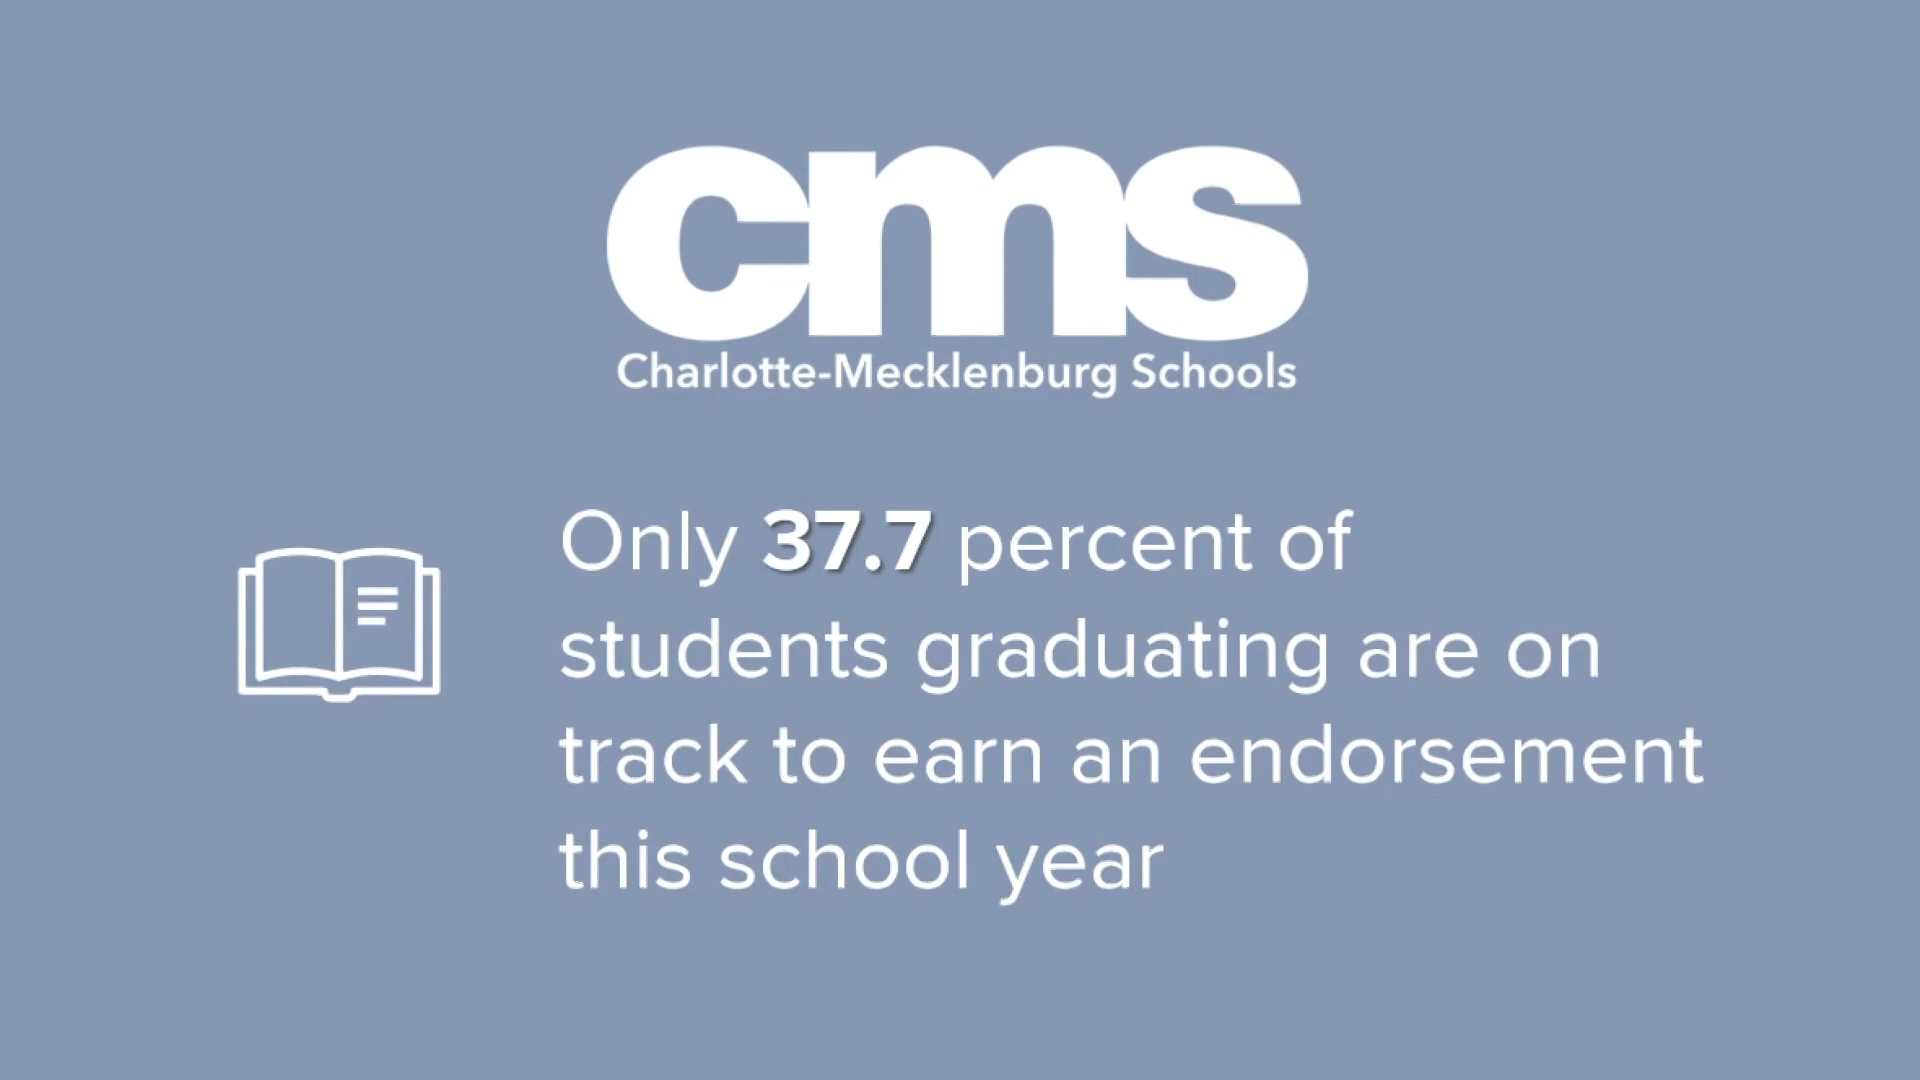 cms
Charlotte-Mecklenburg Schools
Only 37.7 percent of
students graduating are on
track to earn an endorsement
this school year